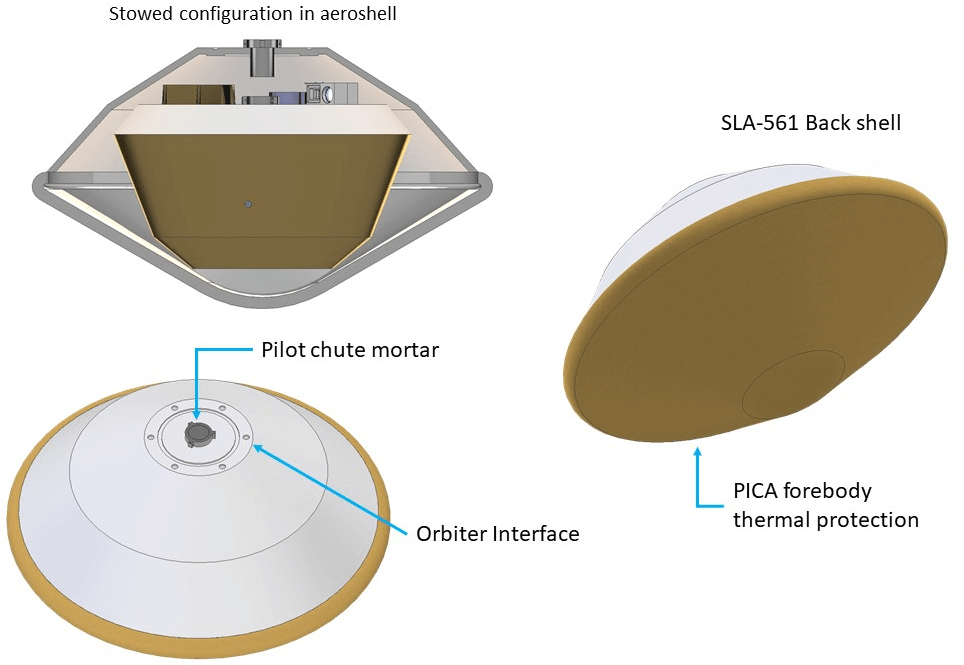 Stowed configuration in aeroshell
SLA-561 Back shell
Pilot chute mortar
Orbiter Interface
PICA forebody
thermal protection